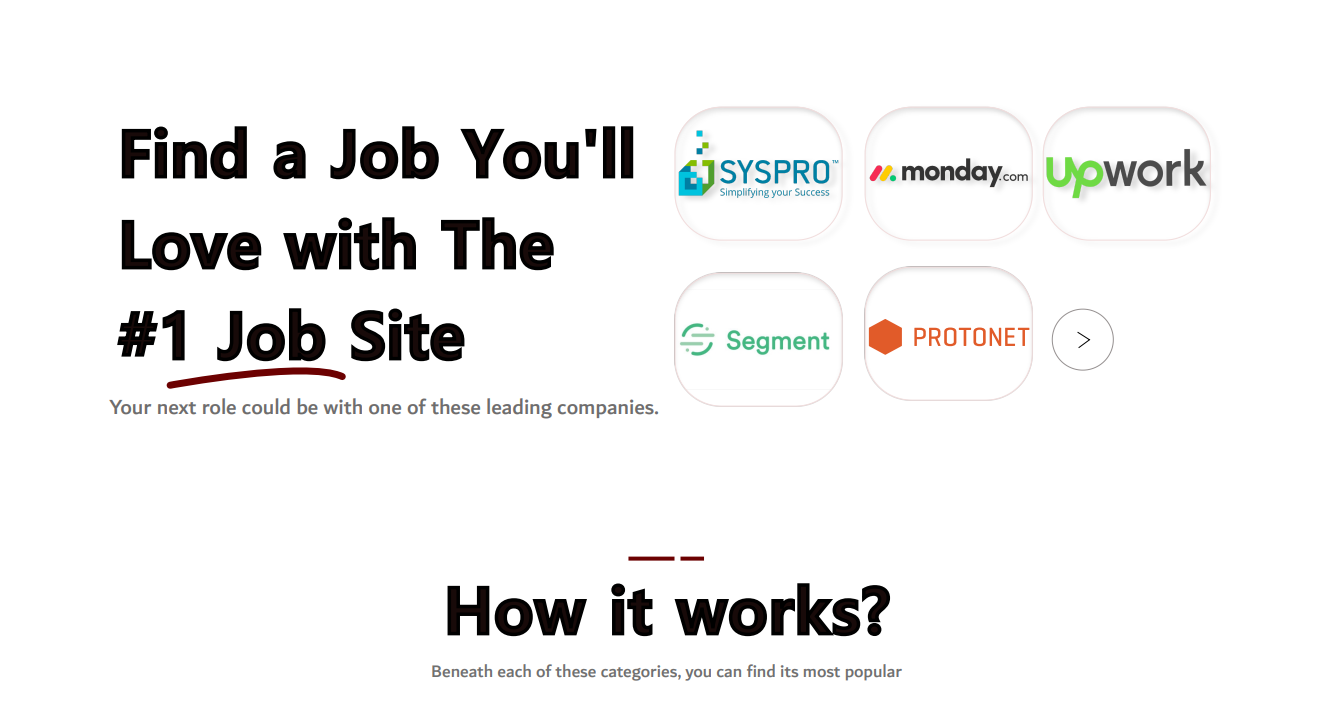 Find a Job You'll
Love with The
#1 Job Site
Your next role could be with one of these leading companies.
SYSPRO™
Simplifying your Success
monday.com
upwork
Segment
PROTONET
How it works?
Beneath each of these categories, you can find its most popular